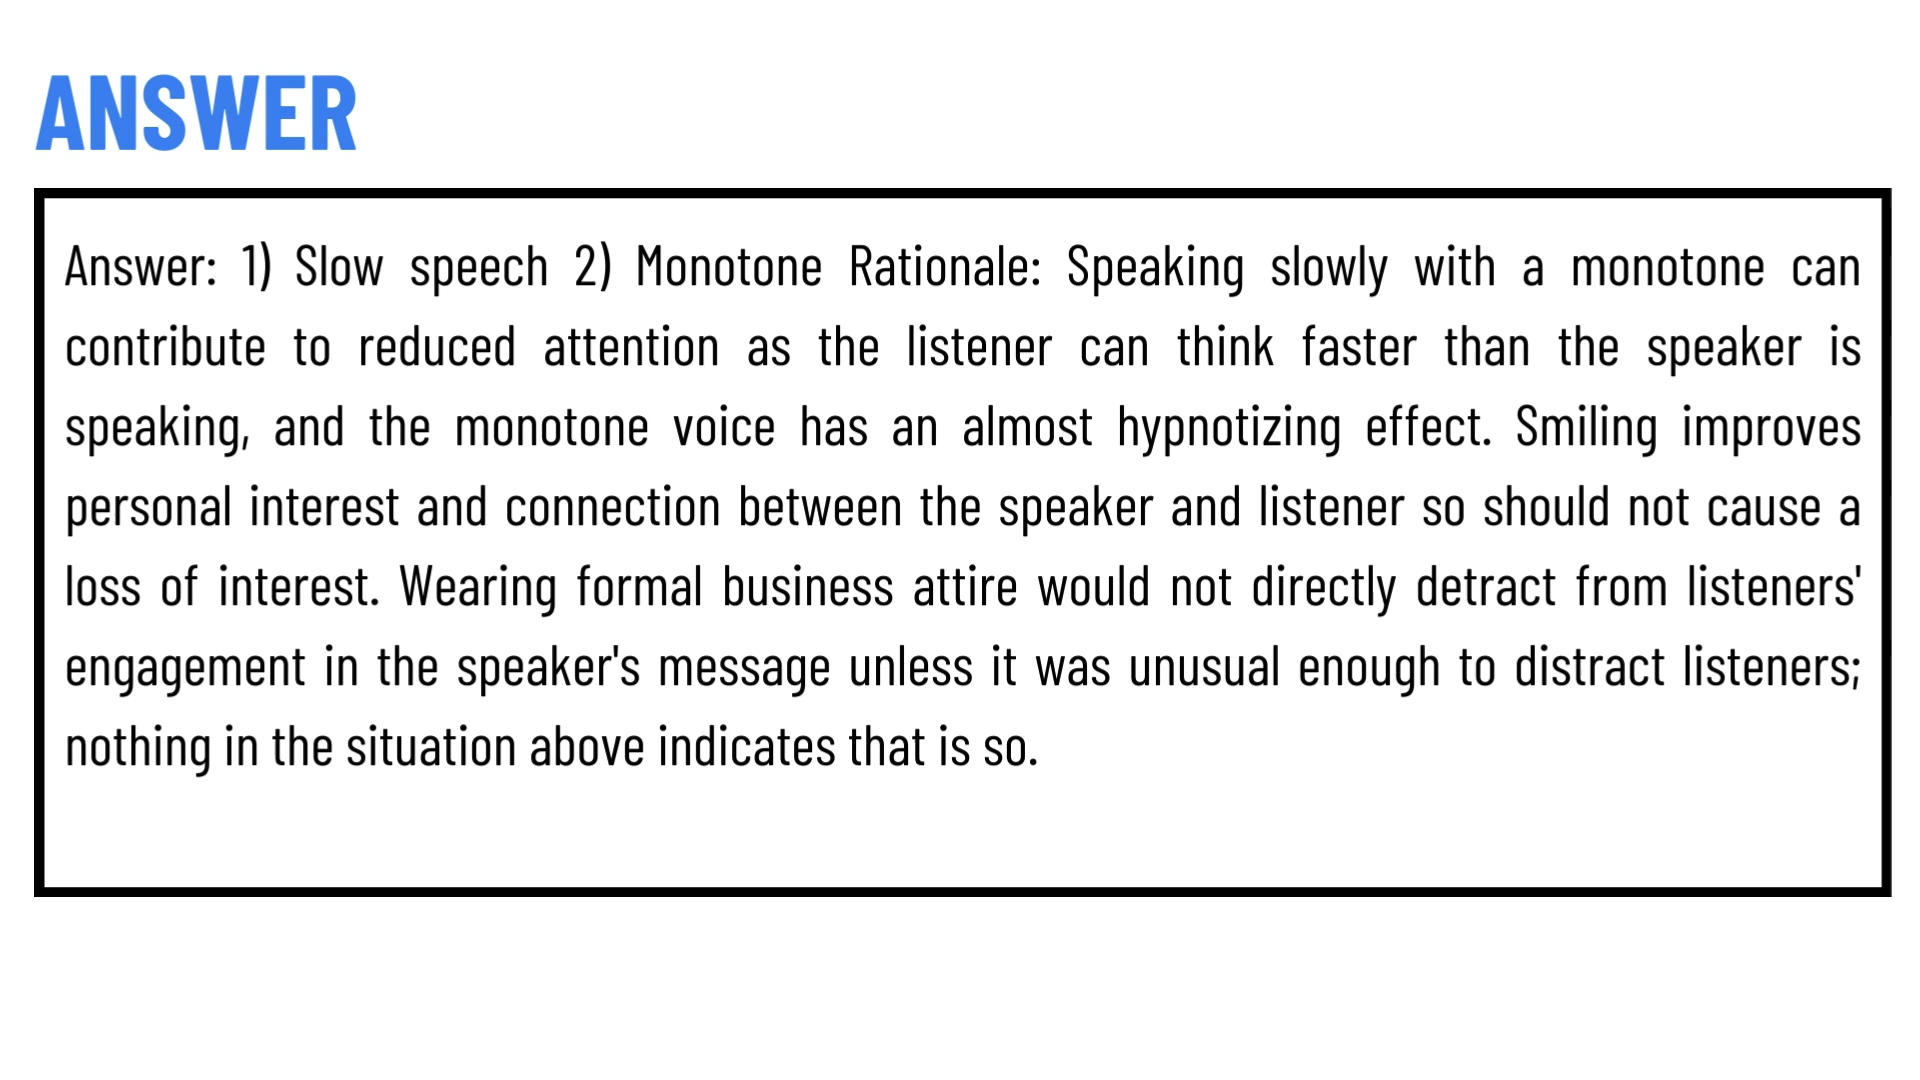 ANSWER
Answer: 1) Slow speech 2) Monotone Rationale: Speaking slowly with a monotone can
contribute to reduced attention as the listener can think faster than the speaker is
speaking, and the monotone voice has an almost hypnotizing effect. Smiling improves
personal interest and connection between the speaker and listener so should not cause a
loss of interest. Wearing formal business attire would not directly detract from listeners'
engagement in the speaker's message unless it was unusual enough to distract listeners;
nothing in the situation above indicates that is so.